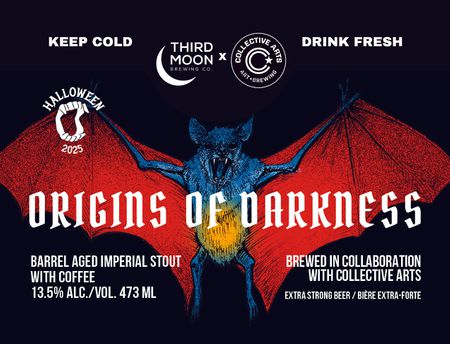 KEEP COLD
THIRD
MOON
BREWING CO.
x
COLLECTIVE ARTS
ART • BREWING
DRINK FRESH
HALLOWEEN
2025
ORIGINS OF DARKNESS
BARREL AGED IMPERIAL STOUT
WITH COFFEE
13.5% ALC./VOL. 473 ML
BREWED IN COLLABORATION
WITH COLLECTIVE ARTS
EXTRA STRONG BEER / BIÈRE EXTRA-FORTE